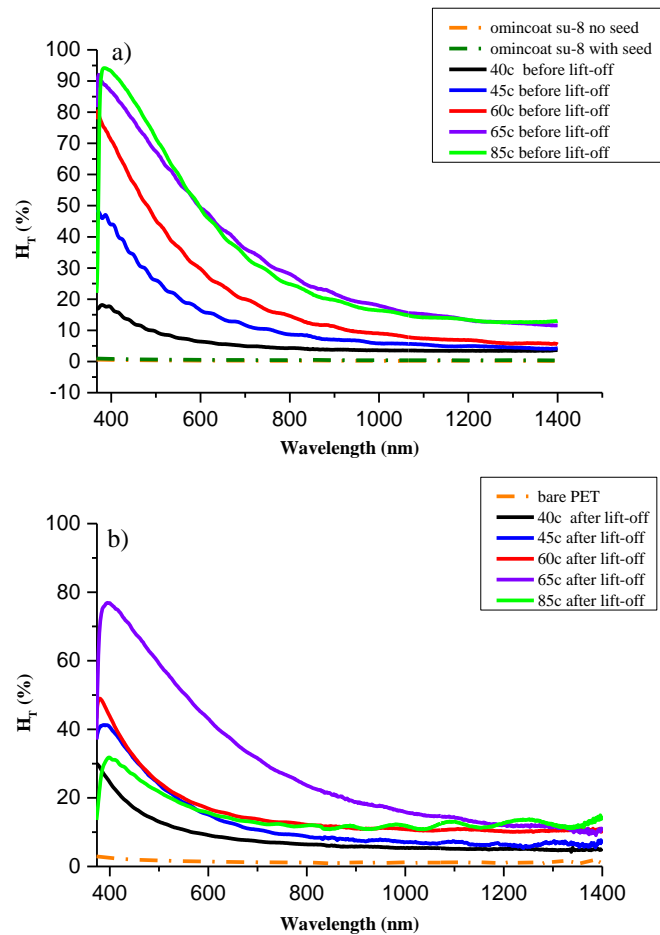 a)
omincoat su-8 no seed
omincoat su-8 with seed
40c  before lift-off
45c before lift-off
60c before lift-off
65c before lift-off
85c before lift-off
100
90
80
70
60
50
40
30
20
10
0
-10
H_T (%)
400 600 800 1000 1200 1400
Wavelength (nm)
b)
bare PET
40c  after lift-off
45c after lift-off
60c after lift-off
65c after lift-off
85c after lift-off
100
80
60
40
20
0
H_T (%)
400 600 800 1000 1200 1400
Wavelength (nm)